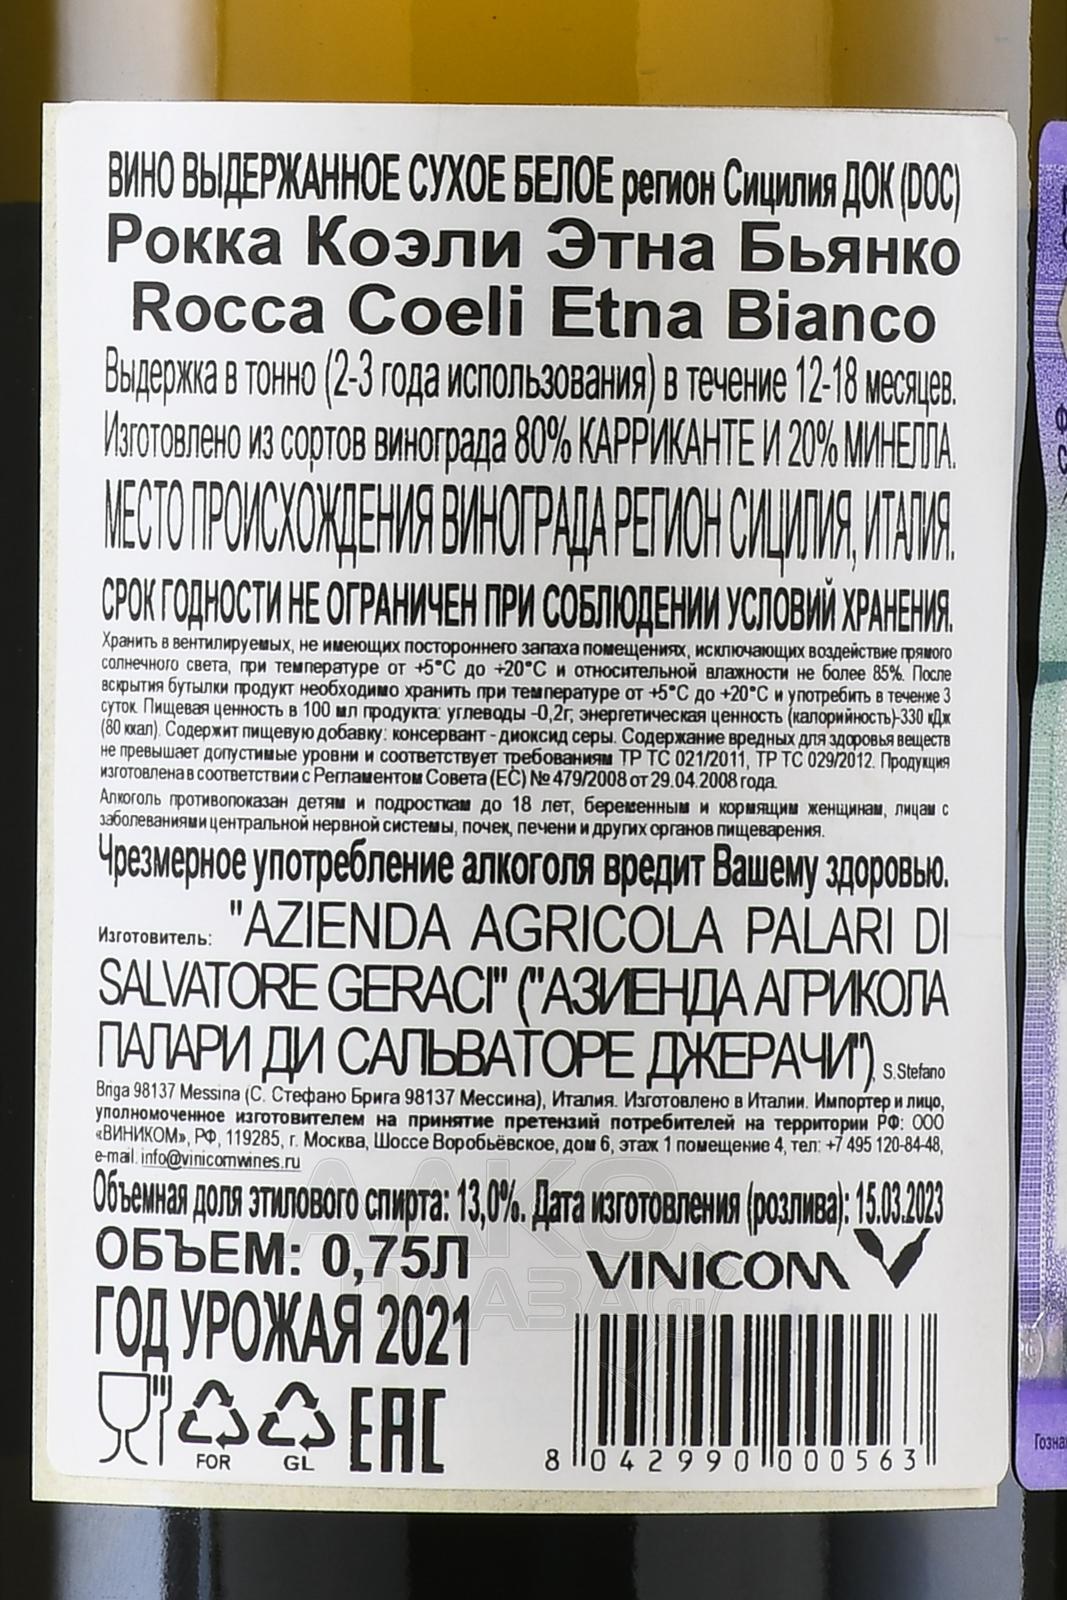 ВИНО ВЫДЕРЖАННОЕ СУХОЕ БЕЛОЕ регион Сицилия ДОК (DOC)
Рокка Коэли Этна Бьянко
Rocca Coeli Etna Bianco
Выдержка в тонно (2-3 года использования) в течение 12-18 месяцев.
Изготовлено из сортов винограда 80% КАРРИКАНТЕ И 20% МИНЕЛЛА.
МЕСТО ПРОИСХОЖДЕНИЯ ВИНОГРАДА РЕГИОН СИЦИЛИЯ, ИТАЛИЯ.
СРОК ГОДНОСТИ НЕ ОГРАНИЧЕН ПРИ СОБЛЮДЕНИИ УСЛОВИЙ ХРАНЕНИЯ.
Хранить в вентилируемых, не имеющих постороннего запаха помещениях, исключающих воздействие прямого
солнечного света, при температуре от +5°C до +20°C и относительной влажности не более 85%. После
вскрытия бутылки продукт необходимо хранить при температуре от +5°C до +20°C и употребить в течение 3
суток. Пищевая ценность в 100 мл продукта: углеводы -0,2г, энергетическая ценность (калорийность)-330 кДж
(80 ккал). Содержит пищевую добавку: консервант - диоксид серы. Содержание вредных для здоровья веществ
не превышает допустимые уровни и соответствует требованиям ТР ТС 021/2011, ТР ТС 029/2012. Продукция
изготовлена в соответствии с Регламентом Совета (ЕС) № 479/2008 от 29.04.2008 года.
Алкоголь противопоказан детям и подросткам до 18 лет, беременным и кормящим женщинам, лицам с
заболеваниями центральной нервной системы, почек, печени и других органов пищеварения.
Чрезмерное употребление алкоголя вредит Вашему здоровью.
Изготовитель: "AZIENDA AGRICOLA PALARI DI
SALVATORE GERACI" ("АЗИЕНДА АГРИКОЛА
ПАЛАРИ ДИ САЛЬВАТОРЕ ДЖЕРАЧИ"), S.Stefano
Briga 98137 Messina (С. Стефано Брига 98137 Мессина), Италия. Изготовлено в Италии. Импортер и лицо,
уполномоченное изготовителем на принятие претензий потребителей на территории РФ: ООО
«ВИНИКОМ», РФ, 119285, г. Москва, Шоссе Воробьёвское, дом 6, этаж 1 помещение 4, тел: +7 495 120-84-48,
e-mail. info@vinicomwines.ru
Объемная доля этилового спирта: 13,0%. Дата изготовления (розлива): 15.03.2023
ОБЪЕМ: 0,75Л
VINICOM
ГОД УРОЖАЯ 2021
FOR
GL
EAC
8 042990 000563
АЛКО
ПЛАЗА.ru
Гозна